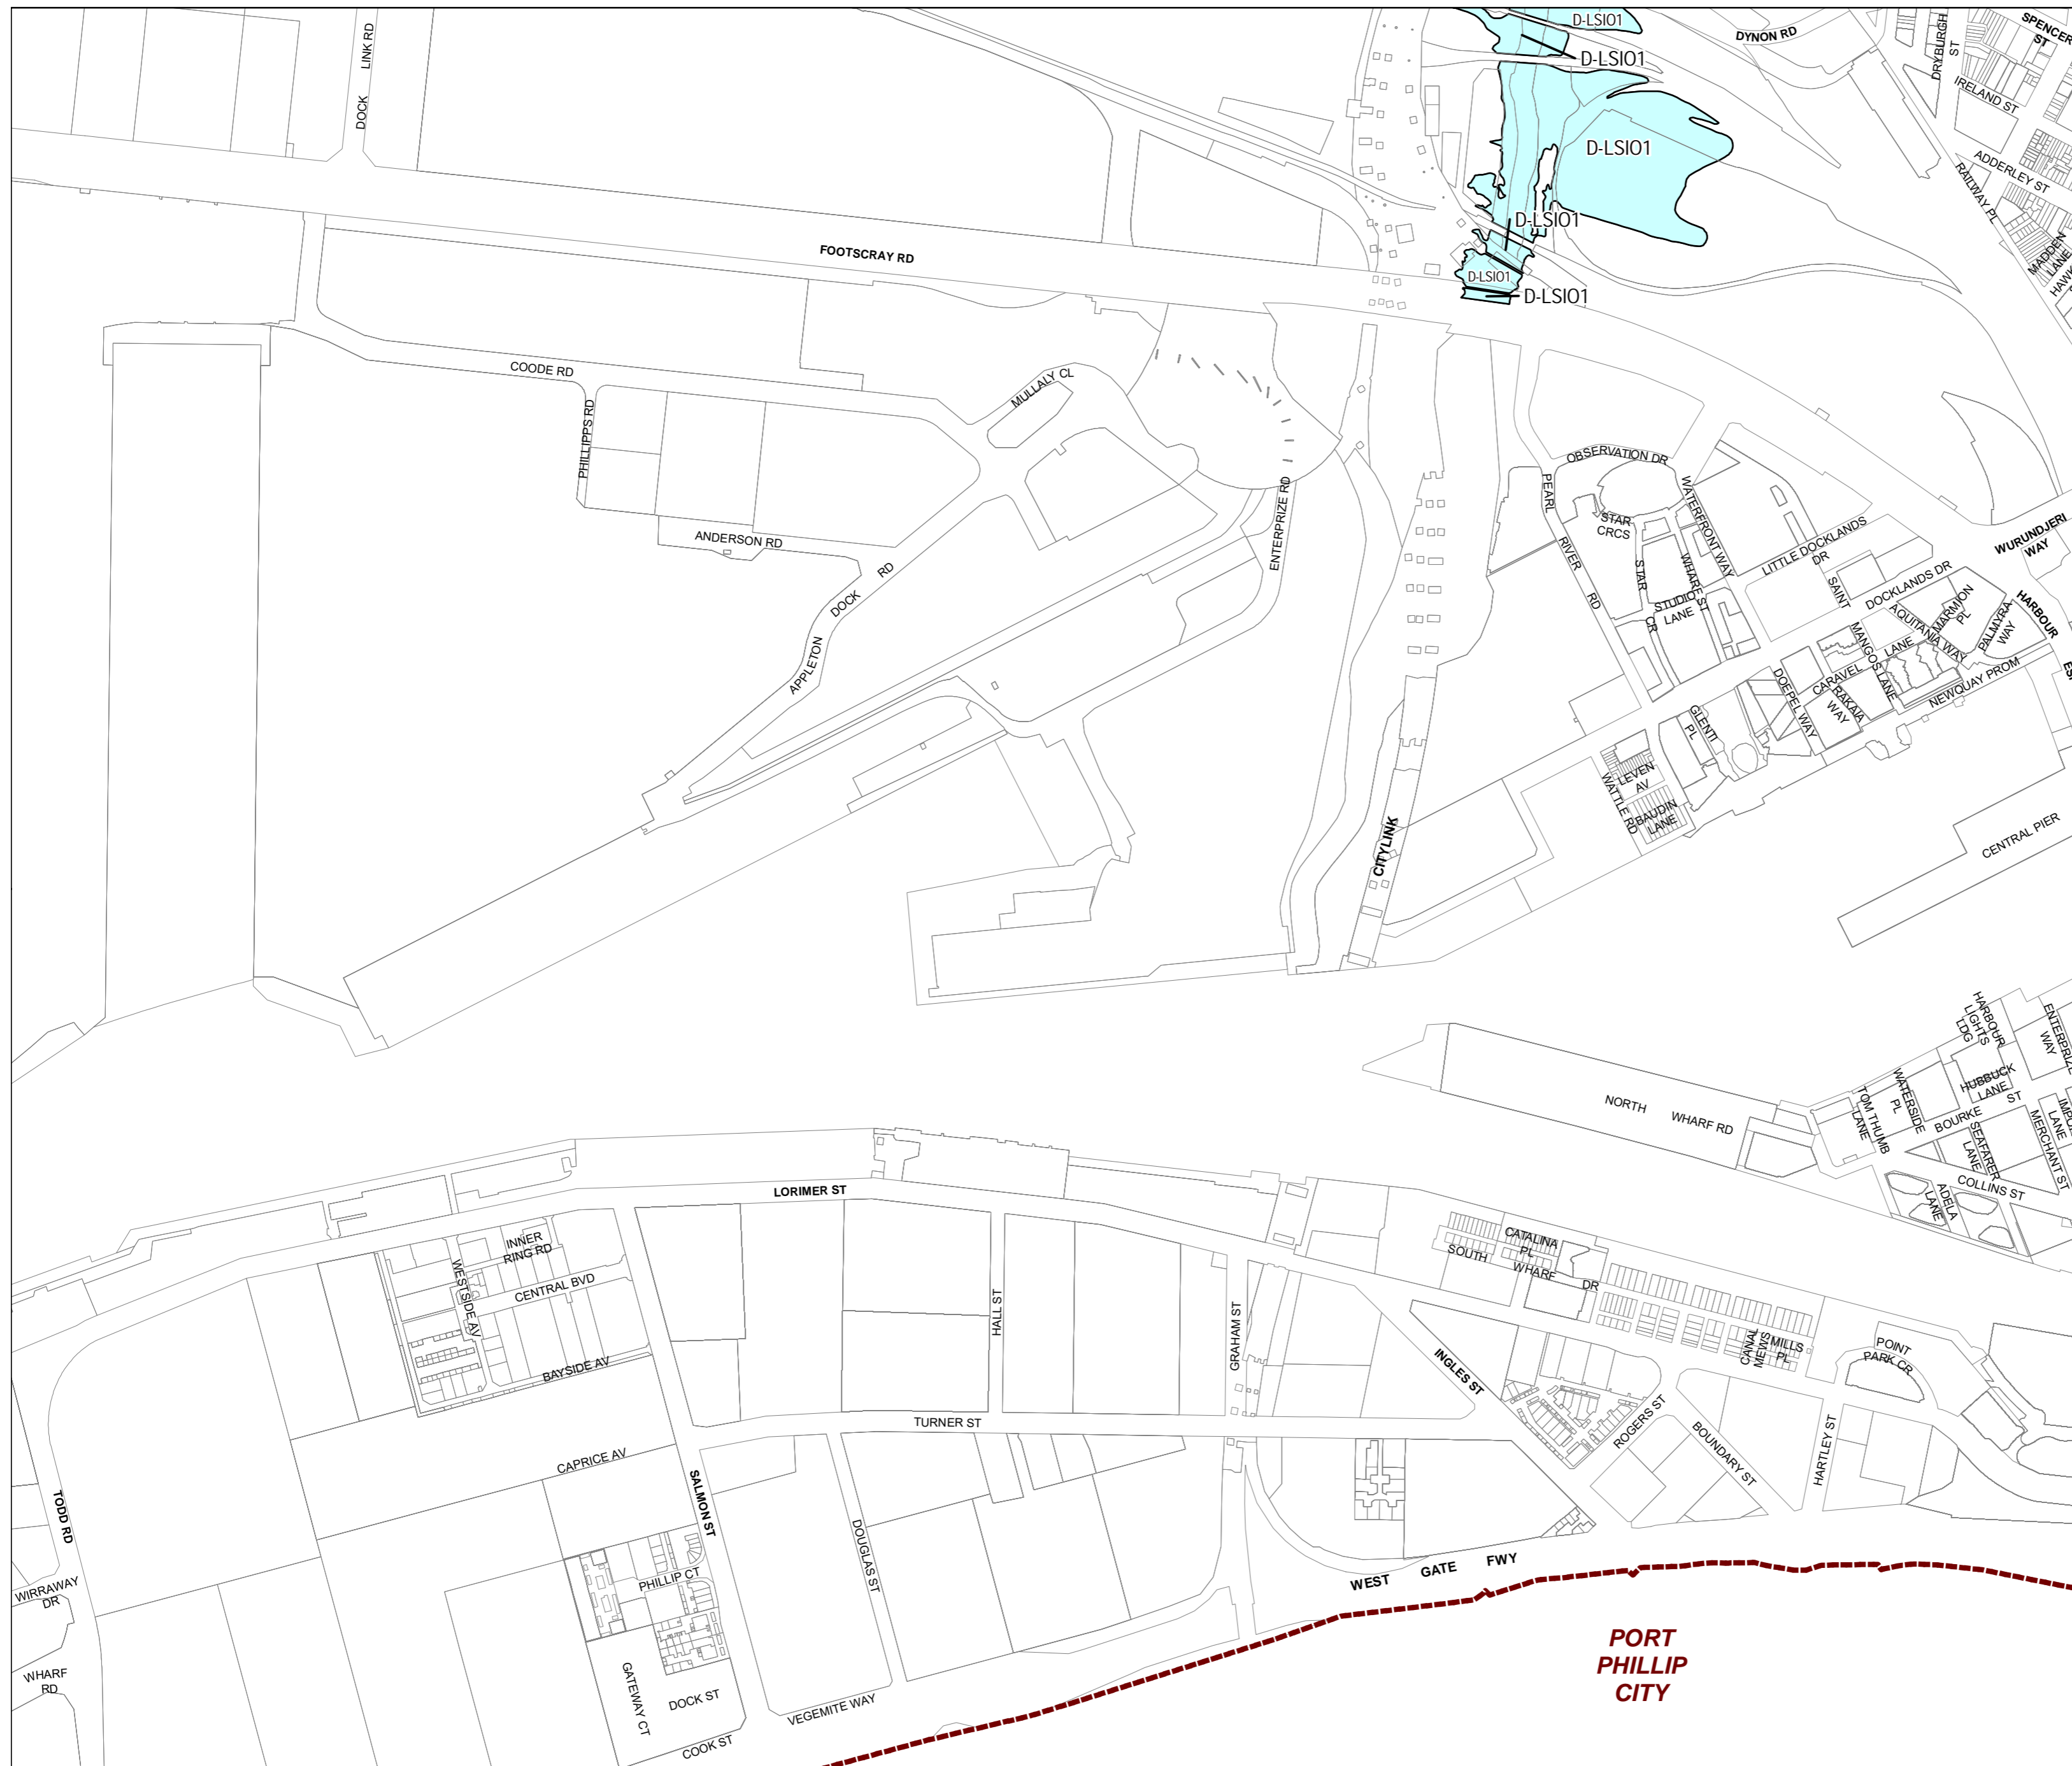 D-LSIO1
SPENCER
ST
DYNON RD
DRYBURGH
ST
LINK RD
DOCK
D-LSIO1
IRELAND ST
D-LSIO1
ADDERLEY ST
RAILWAY PL
D-LSIO1
MADDEN
LANE
FOOTSCRAY RD
D-LSIO1
D-LSIO1
COODE RD
MULLALY CL
PHILLIPPS RD
OBSERVATION DR
PEARL
RIVER
RD
WATERFRONT WAY
ENTERPRIZE RD
STAR
CRCS
ANDERSON RD
WURUNDJERI
WAY
LITTLE DOCKLANDS
DR
WHARF ST
STAR
CR
STUDIO
LANE
SAINT
MANGOS
LANE
DOCKLANDS DR
APPLETON
DOCK
RD
MARMION
PL
AQUITANIA WAY
PALMYRA
WAY
HARBOUR
CARAVEL
LANE
NEWQUAY PROM
DOEPEL WAY
RAKAIA
WAY
GLENTI
PL
LEVEN
AV
WATTLE RD
BAUDIN
LANE
CITYLINK
CENTRAL PIER
HARBOUR
LIGHTS
LDG
ENTERPRIZE
WAY
NORTH
WHARF RD
TOM THUMB
LANE
WATERSIDE
PL
HUBBUCK
LANE
BOURKE
ST
SEAFARER
LANE
MERCHANT ST
LANE
COLLINS ST
ADELA
LANE
LORIMER ST
INNER
RING RD
WESTSIDE AV
CENTRAL BVD
BAYSIDE AV
HALL ST
GRAHAM ST
SOUTH
WHARF
DR
CATALINA
PL
CANAL
MEWS
MILLS
PL
POINT
PARK CR
INGLES ST
ROGERS ST
BOUNDARY ST
HARTLEY ST
TURNER ST
CAPRICE AV
SALMON ST
TODD RD
DOUGLAS ST
WEST GATE FWY
PHILLIP CT
WIRRAWAY
DR
WHARF
RD
GATEWAY CT
DOCK ST
VEGEMITE WAY
COOK ST
PORT
PHILLIP
CITY